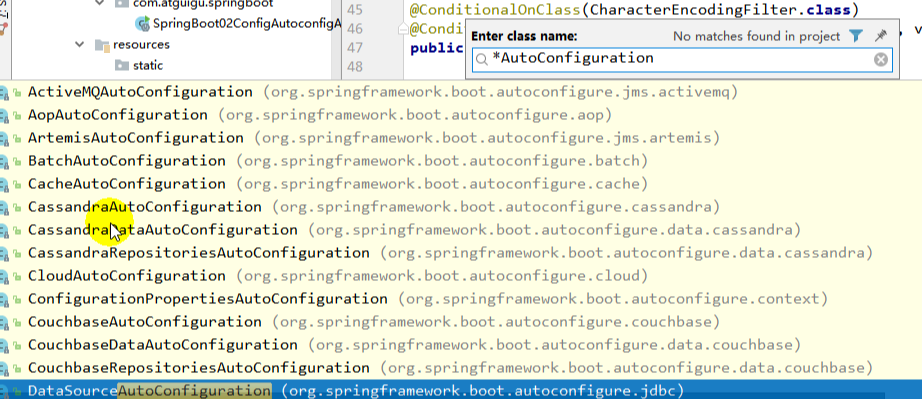 com.atguigu.springboot
SpringBoot02ConfigAutoconfigA
resources
static
45 @ConditionalOnClass(CharacterEncodingFilter.class)
46 @Condi
47 public
48
Enter class name: No matches found in project
*AutoConfiguration
ActiveMQAutoConfiguration (org.springframework.boot.autoconfigure.jms.activemq)
AopAutoConfiguration (org.springframework.boot.autoconfigure.aop)
ArtemisAutoConfiguration (org.springframework.boot.autoconfigure.jms.artemis)
BatchAutoConfiguration (org.springframework.boot.autoconfigure.batch)
CacheAutoConfiguration (org.springframework.boot.autoconfigure.cache)
CassandraAutoConfiguration (org.springframework.boot.autoconfigure.cassandra)
CassandraDataAutoConfiguration (org.springframework.boot.autoconfigure.data.cassandra)
CassandraRepositoriesAutoConfiguration (org.springframework.boot.autoconfigure.data.cassandra)
CloudAutoConfiguration (org.springframework.boot.autoconfigure.cloud)
ConfigurationPropertiesAutoConfiguration (org.springframework.boot.autoconfigure.context)
CouchbaseAutoConfiguration (org.springframework.boot.autoconfigure.couchbase)
CouchbaseDataAutoConfiguration (org.springframework.boot.autoconfigure.data.couchbase)
CouchbaseRepositoriesAutoConfiguration (org.springframework.boot.autoconfigure.data.couchbase)
DataSourceAutoConfiguration (org.springframework.boot.autoconfigure.jdbc)